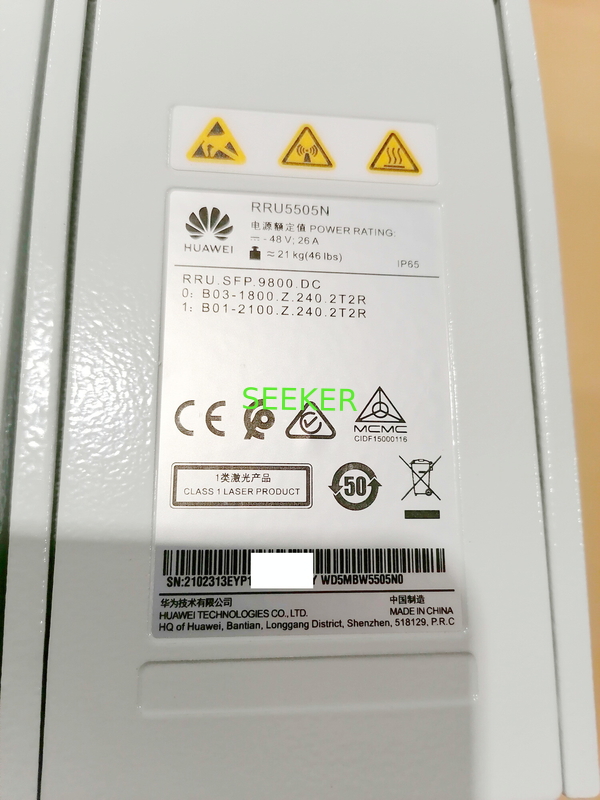 RRU5505N
电源额定值 POWER RATING:
⎓ -48 V; 26 A
≈ 21 kg(46 lbs)
IP65
HUAWEI
RRU.SFP.9800.DC
0: B03-1800.Z.240.2T2R
1: B01-2100.Z.240.2T2R
SEEKER
CE
MCMC
CIDF15000116
1类激光产品
CLASS 1 LASER PRODUCT
50
SN:2102313EYP1 Y WD5MBW5505N0
华为技术有限公司
中国制造
HUAWEI TECHNOLOGIES CO., LTD.
MADE IN CHINA
HQ of Huawei, Bantian, Longgang District, Shenzhen, 518129, P.R.C